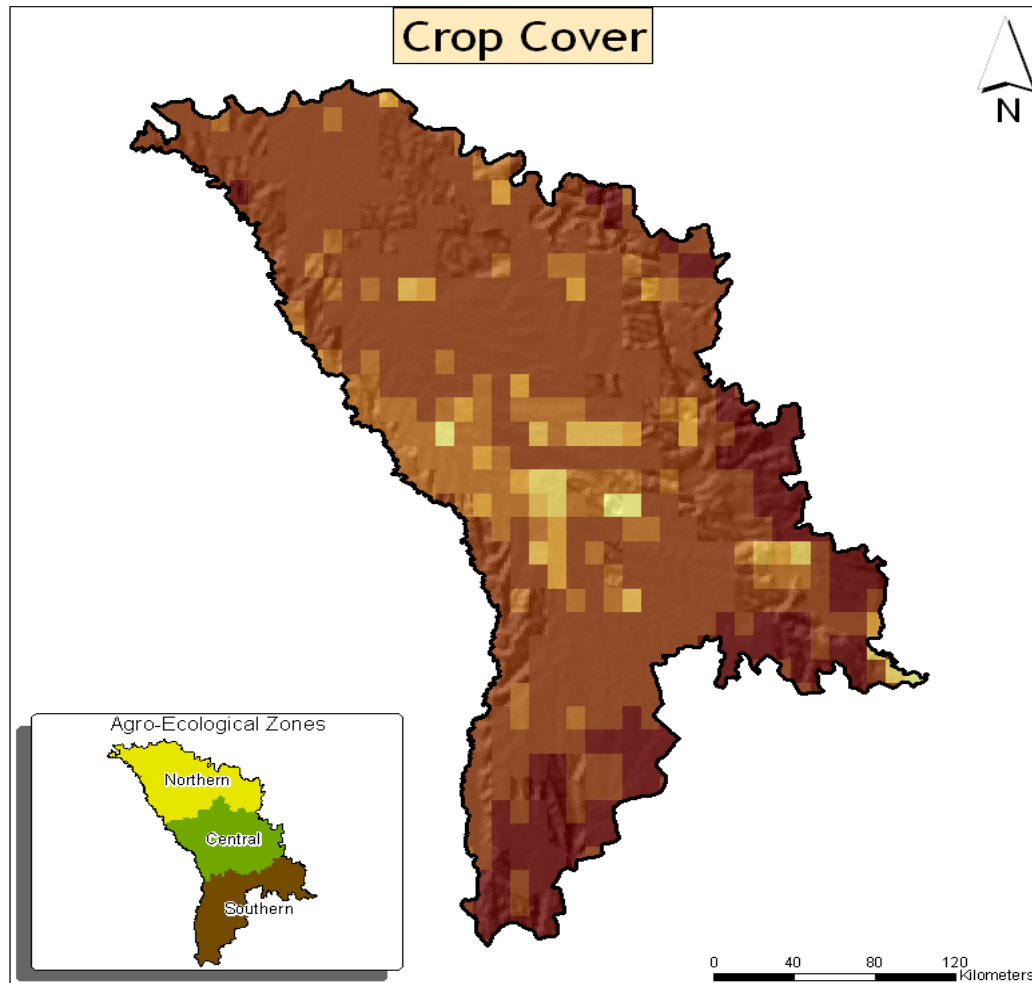 Crop Cover
N
Agro-Ecological Zones
Northern
Central
Southern
0 40 80 120
Kilometers